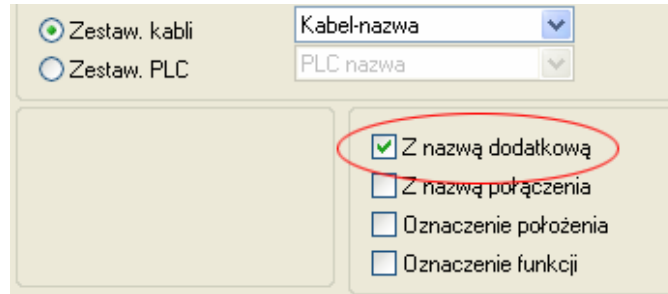 Zestaw. kabli Kabel-nazwa
Zestaw. PLC PLC nazwa
Z nazwą dodatkową
Z nazwą połączenia
Oznaczenie położenia
Oznaczenie funkcji